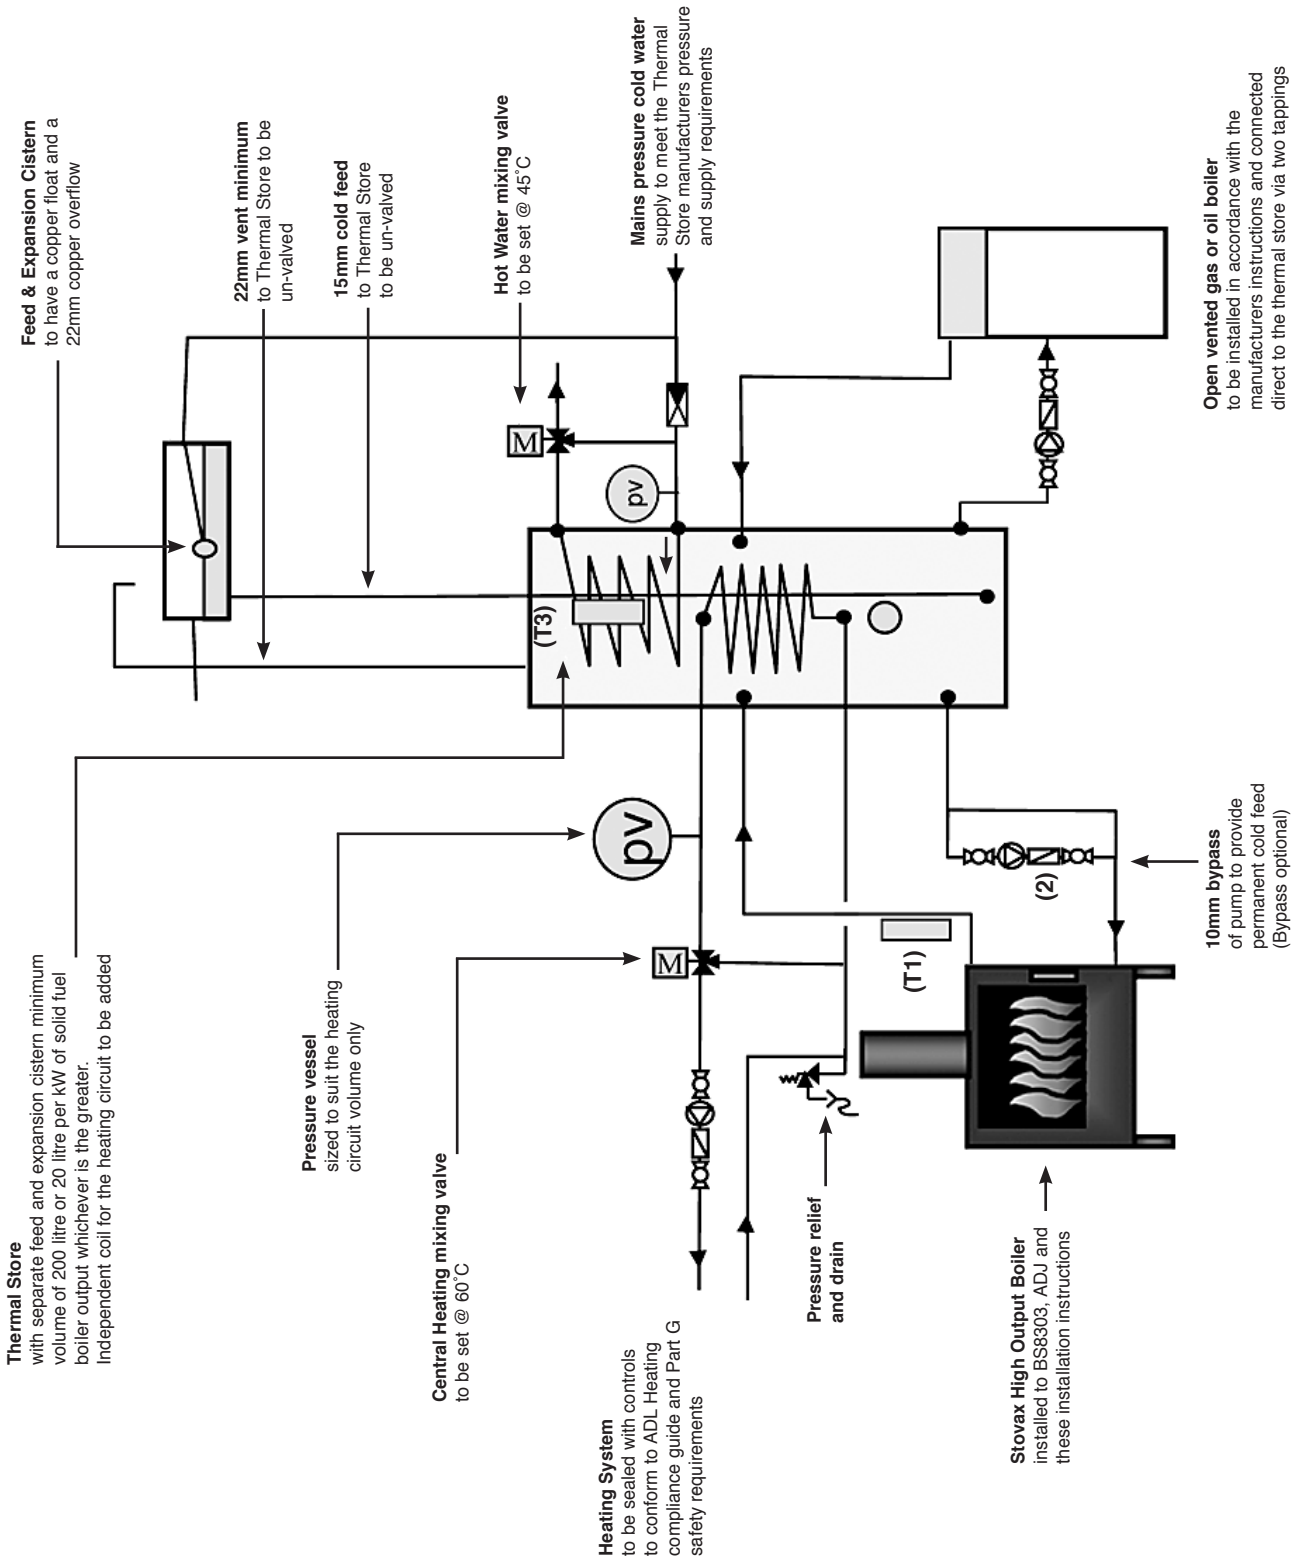 Thermal Store
with separate feed and expansion cistern minimum
volume of 200 litre or 20 litre per kW of solid fuel
boiler output whichever is the greater.
Independent coil for the heating circuit to be added
Feed & Expansion Cistern
to have a copper float and a
22mm copper overflow
22mm vent minimum
to Thermal Store to be
un-valved
15mm cold feed
to Thermal Store
to be un-valved
Hot Water mixing valve
to be set @ 45˚C
Mains pressure cold water
supply to meet the Thermal
Store manufacturers pressure
and supply requirements
Pressure vessel
sized to suit the heating
circuit volume only
Central Heating mixing valve
to be set @ 60˚C
Heating System
to be sealed with controls
to conform to ADL Heating
compliance guide and Part G
safety requirements
M
pv
(T3)
M
pv
Pressure relief
and drain
(T1)
(2)
Stovax High Output Boiler
installed to BS8303, ADJ and
these installation instructions
10mm bypass
of pump to provide
permanent cold feed
(Bypass optional)
Open vented gas or oil boiler
to be installed in accordance with the
manufacturers instructions and connected
direct to the thermal store via two tappings